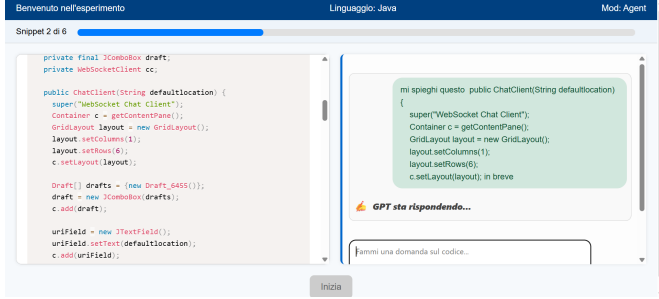 Benvenuto nell'esperimento
Linguaggio: Java
Mod: Agent
Snippet 2 di 6
private final JComboBox draft;
private WebSocketClient cc;
public ChatClient(String defaultlocation) {
super("WebSocket Chat Client");
Container c = getContentPane();
GridLayout layout = new GridLayout();
layout.setColumns(1);
layout.setRows(6);
c.setLayout(layout);
Draft[] drafts = {new Draft_6455()};
draft = new JComboBox(drafts);
c.add(draft);
uriField = new JTextField();
uriField.setText(defaultlocation);
c.add(uriField);
mi spieghi questo  public ChatClient(String defaultlocation)
{
super("WebSocket Chat Client");
Container c = getContentPane();
GridLayout layout = new GridLayout();
layout.setColumns(1);
layout.setRows(6);
c.setLayout(layout); in breve
GPT sta rispondendo...
Fammi una domanda sul codice...
Inizia